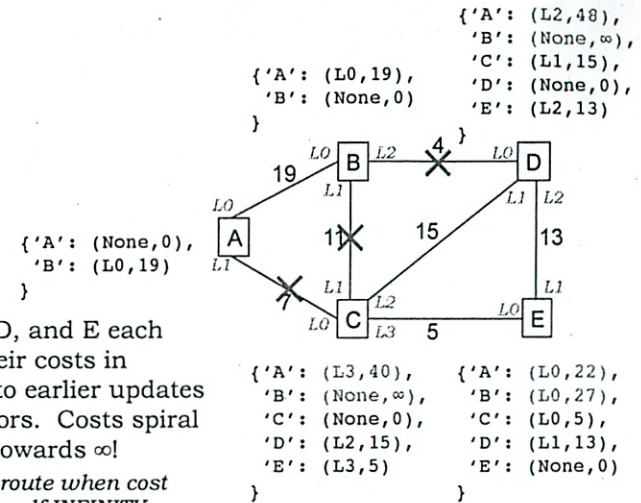 {'A': (L2,48),
'B': (None,∞),
'C': (L1,15),
'D': (None,0),
'E': (L2,13)
}
{'A': (L0,19),
'B': (None,0)
}
L0 B L2 4 L0 D
19 L1 L1 L2
L0
A 11 15 13
L1
{'A': (None,0),
'B': (L0,19)
}
7 L1 L2 L1
L0 C L3 5 L0 E
D, and E each
eir costs in
to earlier updates
ors. Costs spiral
owards ∞!
route when cost
if INFINITY
{'A': (L3,40),
'B': (None,∞),
'C': (None,0),
'D': (L2,15),
'E': (L3,5)
}
{'A': (L0,22),
'B': (L0,27),
'C': (L0,5),
'D': (L1,13),
'E': (None,0)
}